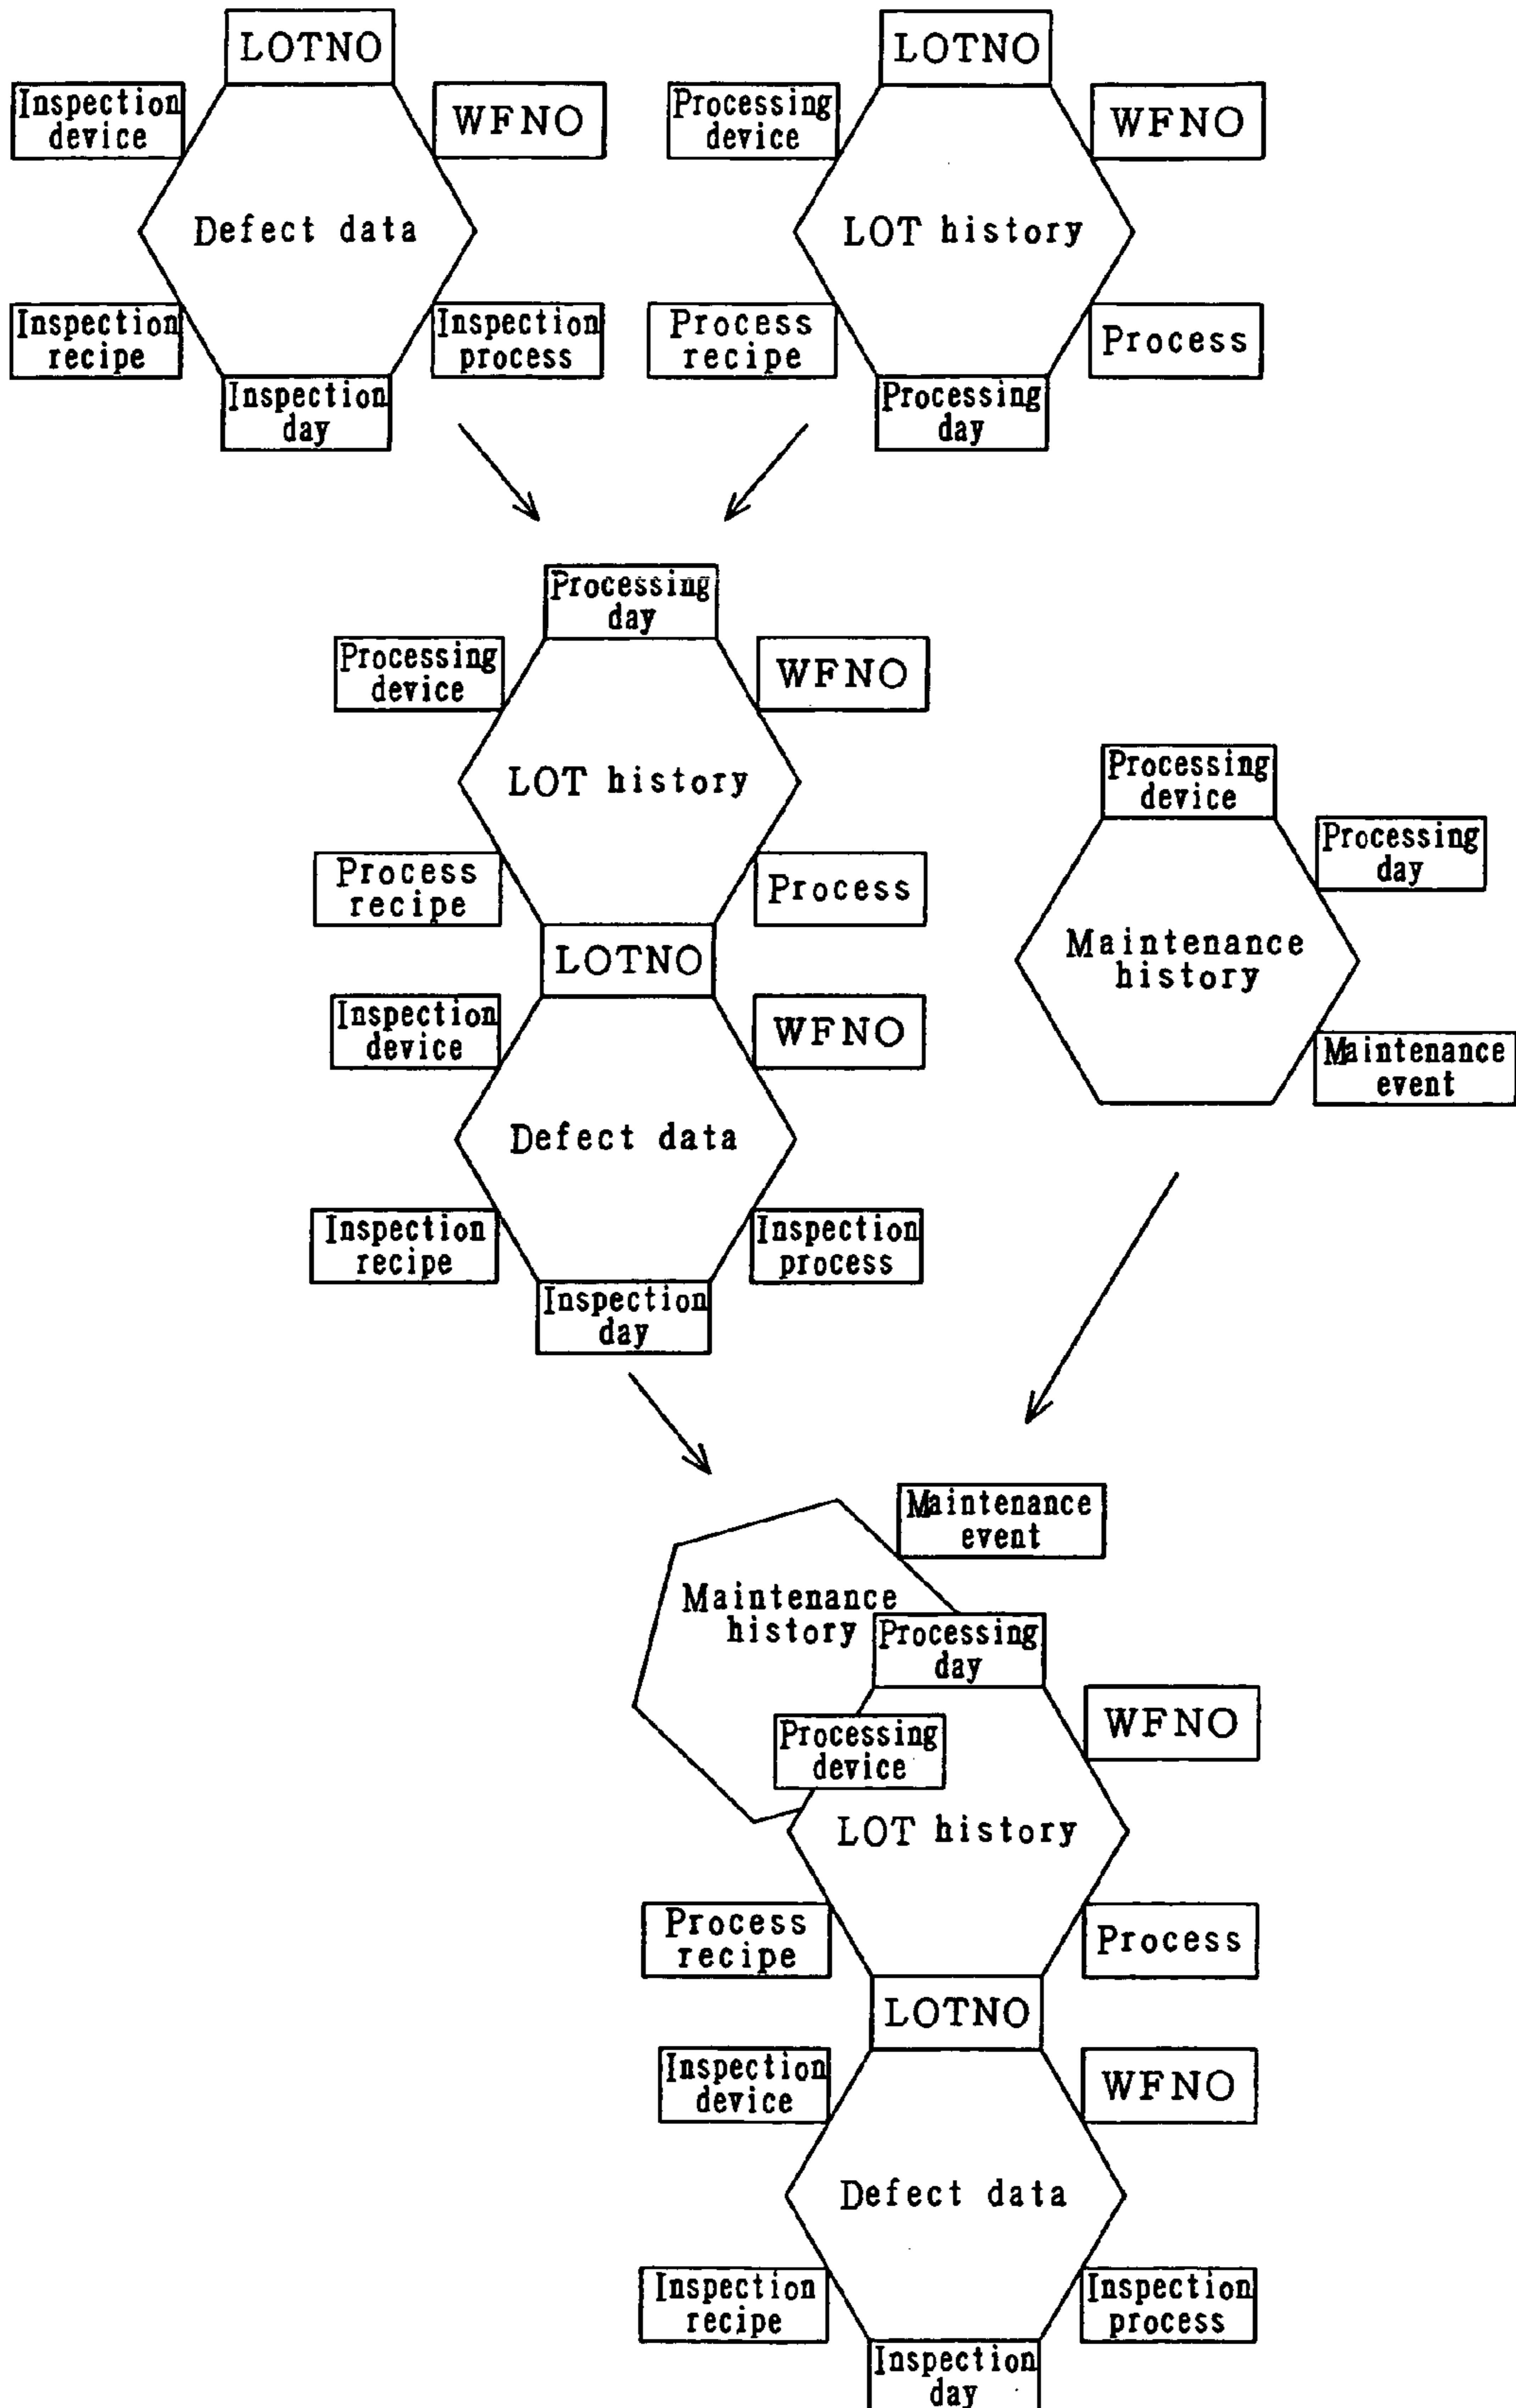 LOTNO
Inspection
device
WFNO
Defect data
Inspection
recipe
Inspection
process
Inspection
day
LOTNO
Processing
device
WFNO
LOT history
Process
recipe
Process
Processing
day
Processing
day
Processing
device
WFNO
LOT history
Process
recipe
Process
LOTNO
Inspection
device
WFNO
Defect data
Inspection
recipe
Inspection
process
Inspection
day
Processing
device
Processing
day
Maintenance
history
Maintenance
event
Maintenance
event
Maintenance
history
Processing
day
WFNO
Processing
device
LOT history
Process
recipe
Process
LOTNO
Inspection
device
WFNO
Defect data
Inspection
recipe
Inspection
process
Inspection
day